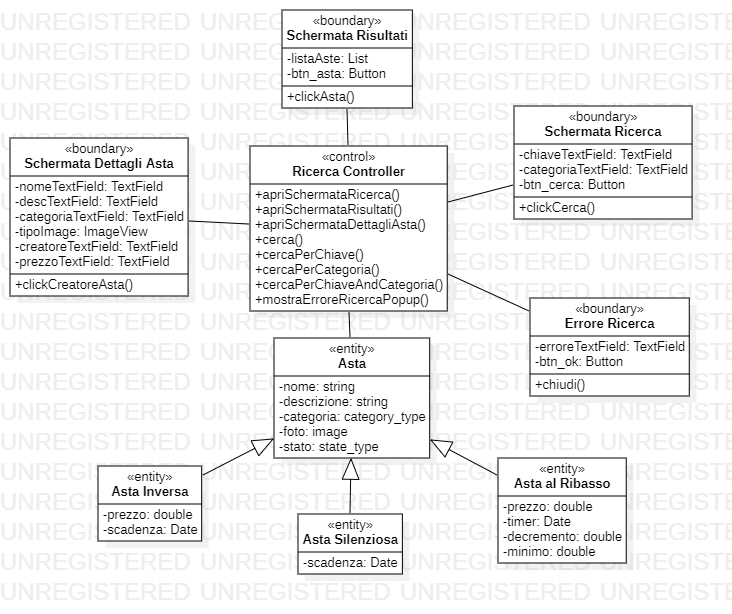 «boundary»
Schermata Risultati
-listaAste: List
-btn_asta: Button
+clickAsta()
«boundary»
Schermata Ricerca
-chiaveTextField: TextField
-categoriaTextField: TextField
-btn_cerca: Button
+clickCerca()
«boundary»
Schermata Dettagli Asta
-nomeTextField: TextField
-descTextField: TextField
-categoriaTextField: TextField
-tipoImage: ImageView
-creatoreTextField: TextField
-prezzoTextField: TextField
+clickCreatoreAsta()
«control»
Ricerca Controller
+apriSchermataRicerca()
+apriSchermataRisultati()
+apriSchermataDettagliAsta()
+cerca()
+cercaPerChiave()
+cercaPerCategoria()
+cercaPerChiaveAndCategoria()
+mostraErroreRicercaPopup()
«boundary»
Errore Ricerca
-erroreTextField: TextField
-btn_ok: Button
+chiudi()
«entity»
Asta
-nome: string
-descrizione: string
-categoria: category_type
-foto: image
-stato: state_type
«entity»
Asta Inversa
-prezzo: double
-scadenza: Date
«entity»
Asta Silenziosa
-scadenza: Date
«entity»
Asta al Ribasso
-prezzo: double
-timer: Date
-decremento: double
-minimo: double
UNREGISTERED